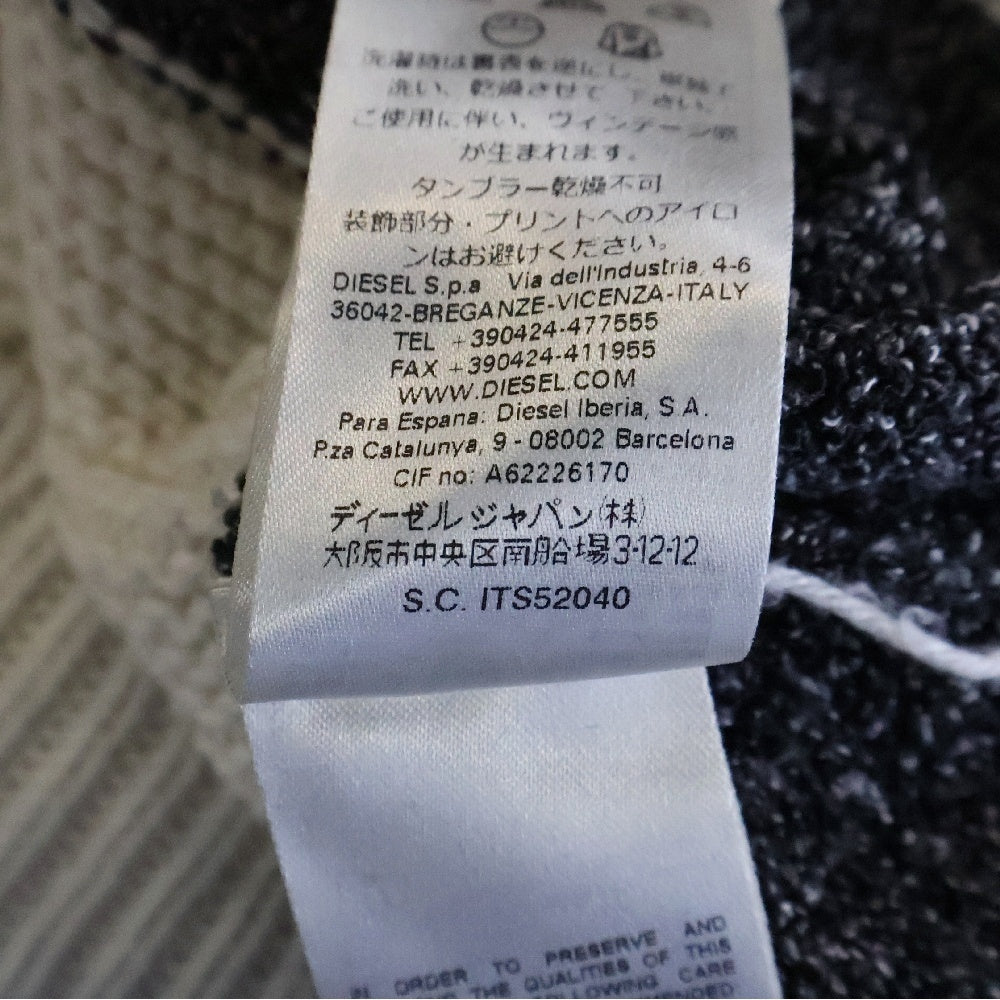 洗濯時は裏表を逆にし、単独で
洗い、乾燥させて下さい。
ご使用に伴い、ヴィンテージ感
が生まれます。
タンブラー乾燥不可
装飾部分・プリントへのアイロ
ンはお避けください。
DIESEL S.p.a Via dell'Industria, 4-6
36042-BREGANZE-VICENZA-ITALY
TEL +390424-477555
FAX +390424-411955
WWW.DIESEL.COM
Para Espana: Diesel Iberia, S.A.
P.za Catalunya, 9 - 08002 Barcelona
CIF no: A62226170
ディーゼルジャパン(株)
大阪市中央区南船場3-12-12
S.C. ITS52040
IN ORDER TO PRESERVE AND
THE QUALITIES OF THIS
FOLLOWING CARE